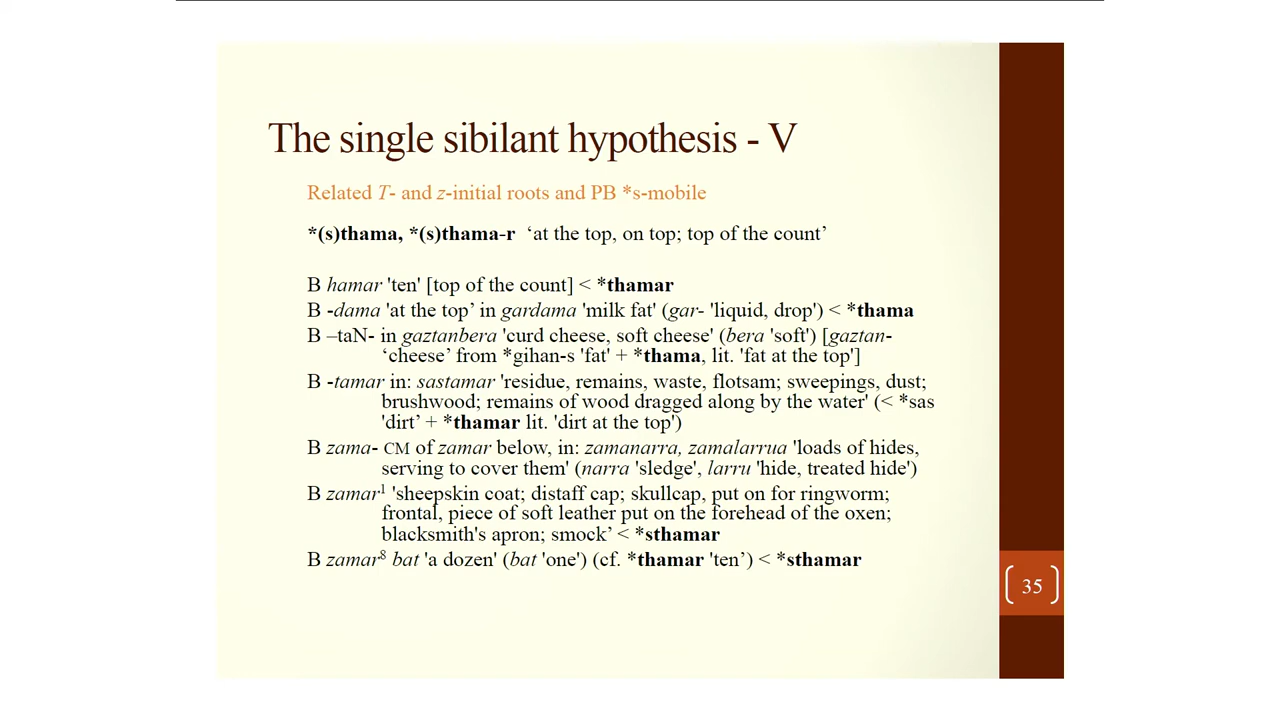 The single sibilant hypothesis - V
Related T- and z-initial roots and PB *s-mobile
*(s)thama, *(s)thama-r ‘at the top, on top; top of the count’
B hamar 'ten' [top of the count] < *thamar
B -dama 'at the top’ in gardama 'milk fat' (gar- 'liquid, drop') < *thama
B –taN- in gaztanbera 'curd cheese, soft cheese' (bera 'soft') [gaztan-
‘cheese’ from *gihan-s 'fat' + *thama, lit. 'fat at the top']
B -tamar in: sastamar 'residue, remains, waste, flotsam; sweepings, dust;
brushwood; remains of wood dragged along by the water' (< *sas
'dirt’ + *thamar lit. 'dirt at the top')
B zama- CM of zamar below, in: zamanarra, zamalarrua 'loads of hides,
serving to cover them' (narra 'sledge', larru 'hide, treated hide')
B zamar¹ 'sheepskin coat; distaff cap; skullcap, put on for ringworm;
frontal, piece of soft leather put on the forehead of the oxen;
blacksmith's apron; smock’ < *sthamar
B zamar⁸ bat 'a dozen' (bat 'one') (cf. *thamar 'ten’) < *sthamar
35